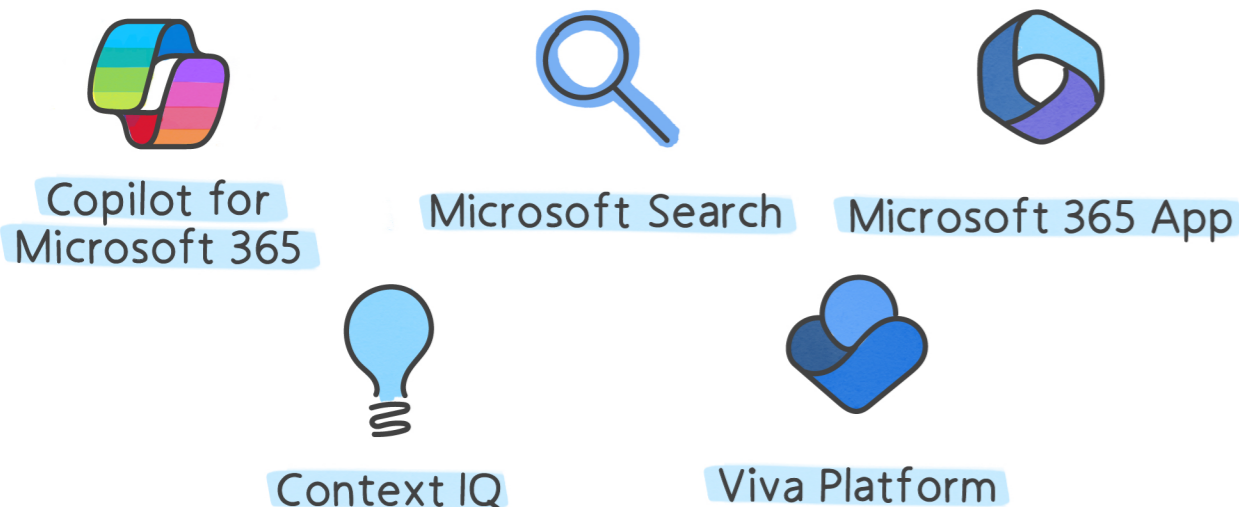 Copilot for
Microsoft 365
Microsoft Search
Microsoft 365 App
Context IQ
Viva Platform